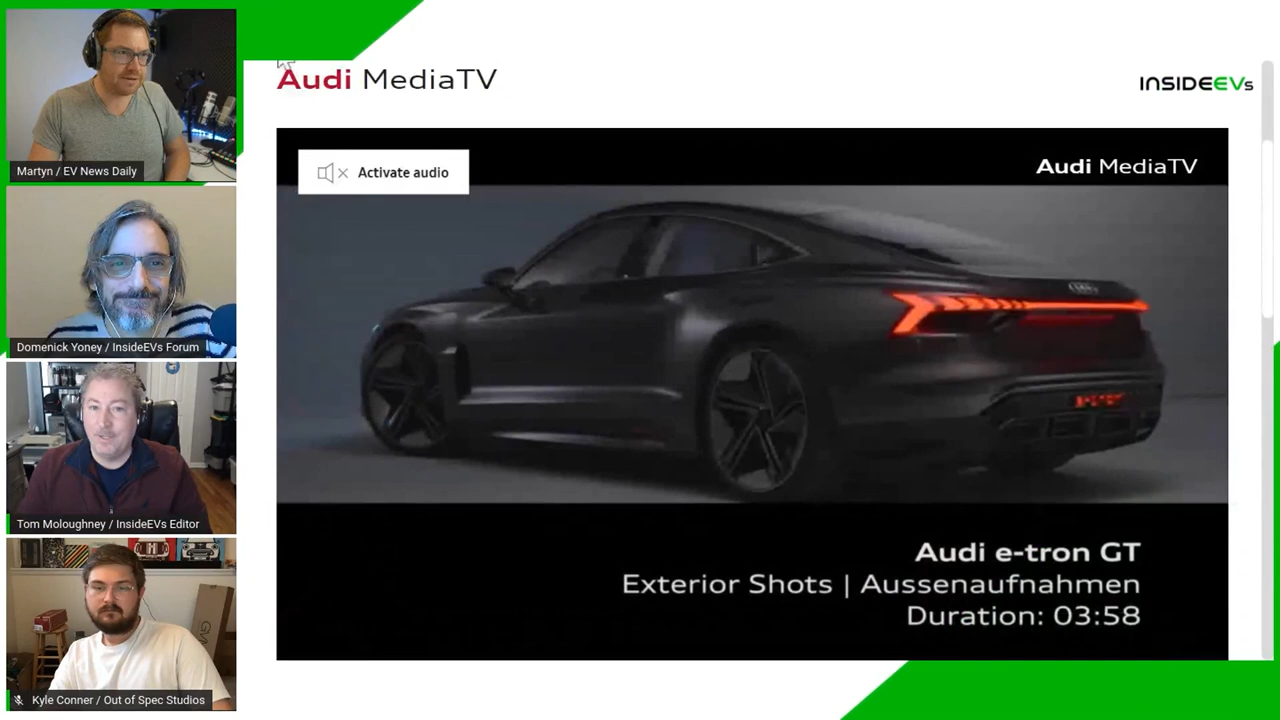 Martyn / EV News Daily
Domenick Yoney / InsideEVs Forum
Tom Moloughney / InsideEVs Editor
Kyle Conner / Out of Spec Studios
Audi MediaTV
INSIDEEVs
Activate audio
Audi MediaTV
Audi e-tron GT
Exterior Shots | Aussenaufnahmen
Duration: 03:58